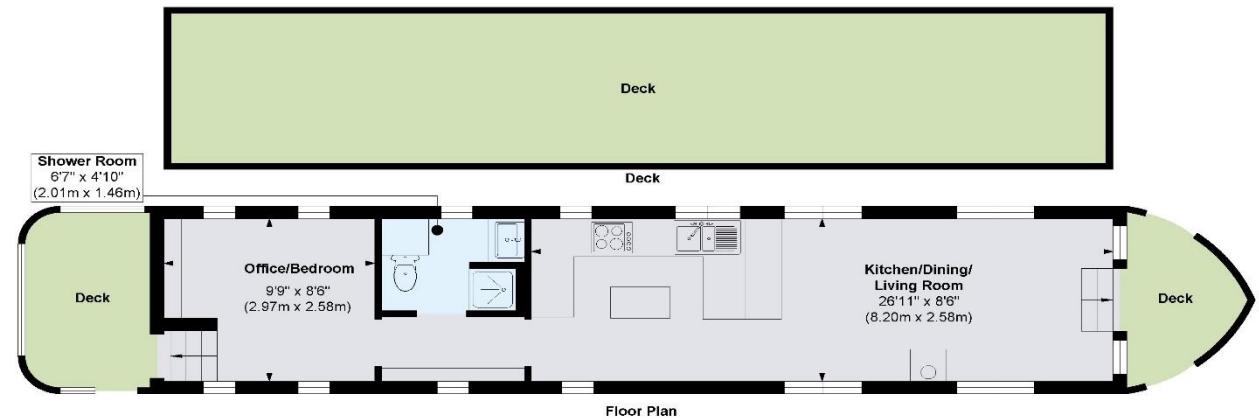 Deck
Deck
Shower Room
6'7" x 4'10"
(2.01m x 1.46m)
Deck
Office/Bedroom
9'9" x 8'6"
(2.97m x 2.58m)
Kitchen/Dining/
Living Room
26'11" x 8'6"
(8.20m x 2.58m)
Deck
Floor Plan